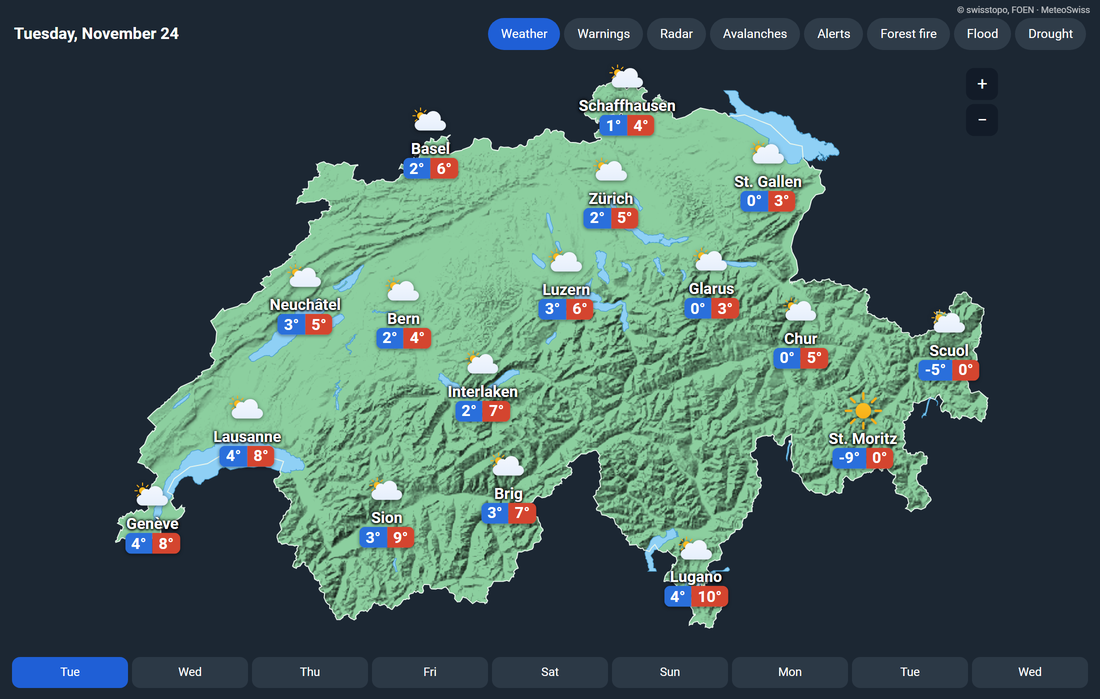 © swisstopo, FOEN · MeteoSwiss
Tuesday, November 24
Weather
Warnings
Radar
Avalanches
Alerts
Forest fire
Flood
Drought
+
−
Schaffhausen
1° 4°
Basel
2° 6°
St. Gallen
0° 3°
Zürich
2° 5°
Luzern
3° 6°
Glarus
0° 3°
Neuchâtel
3° 5°
Bern
2° 4°
Chur
0° 5°
Scuol
-5° 0°
Interlaken
2° 7°
Lausanne
4° 8°
St. Moritz
-9° 0°
Brig
3° 7°
Sion
3° 9°
Genève
4° 8°
Lugano
4° 10°
Tue
Wed
Thu
Fri
Sat
Sun
Mon
Tue
Wed